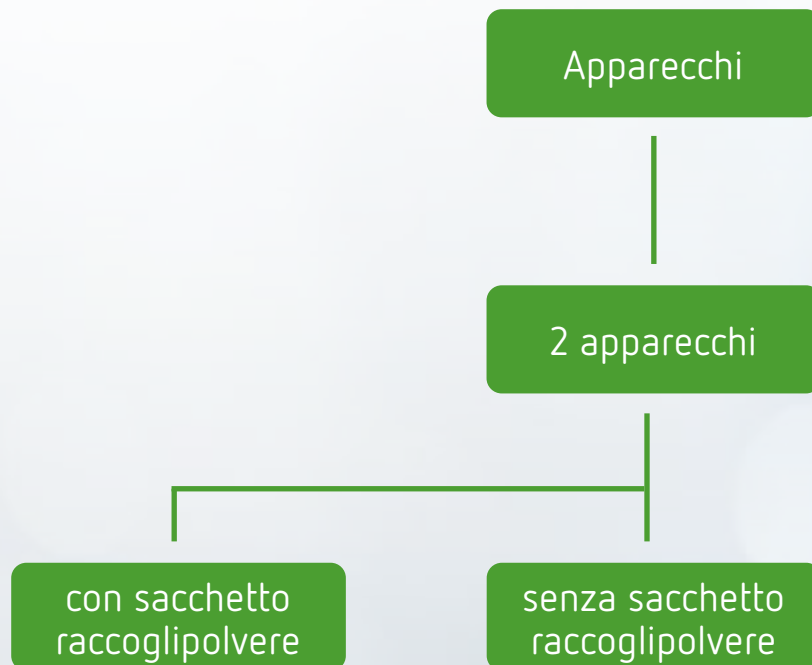 Apparecchi
2 apparecchi
con sacchetto
raccoglipolvere
senza sacchetto
raccoglipolvere